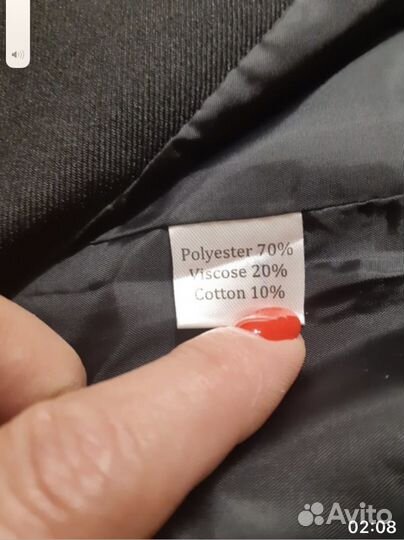 Polyester 70%
Viscose 20%
Cotton 10%
Avito
02:08